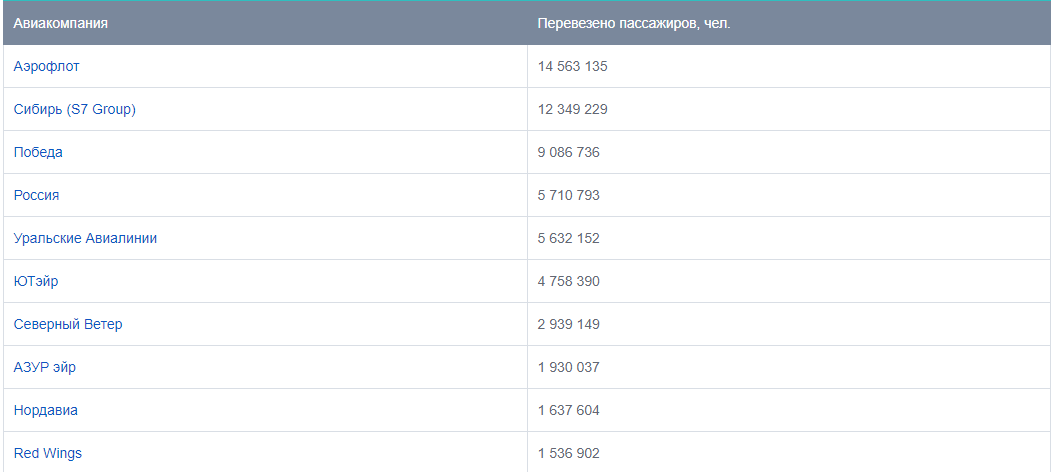 Авиакомпания Перевезено пассажиров, чел.
Аэрофлот 14 563 135
Сибирь (S7 Group) 12 349 229
Победа 9 086 736
Россия 5 710 793
Уральские Авиалинии 5 632 152
ЮТэйр 4 758 390
Северный Ветер 2 939 149
АЗУР эйр 1 930 037
Нордавиа 1 637 604
Red Wings 1 536 902